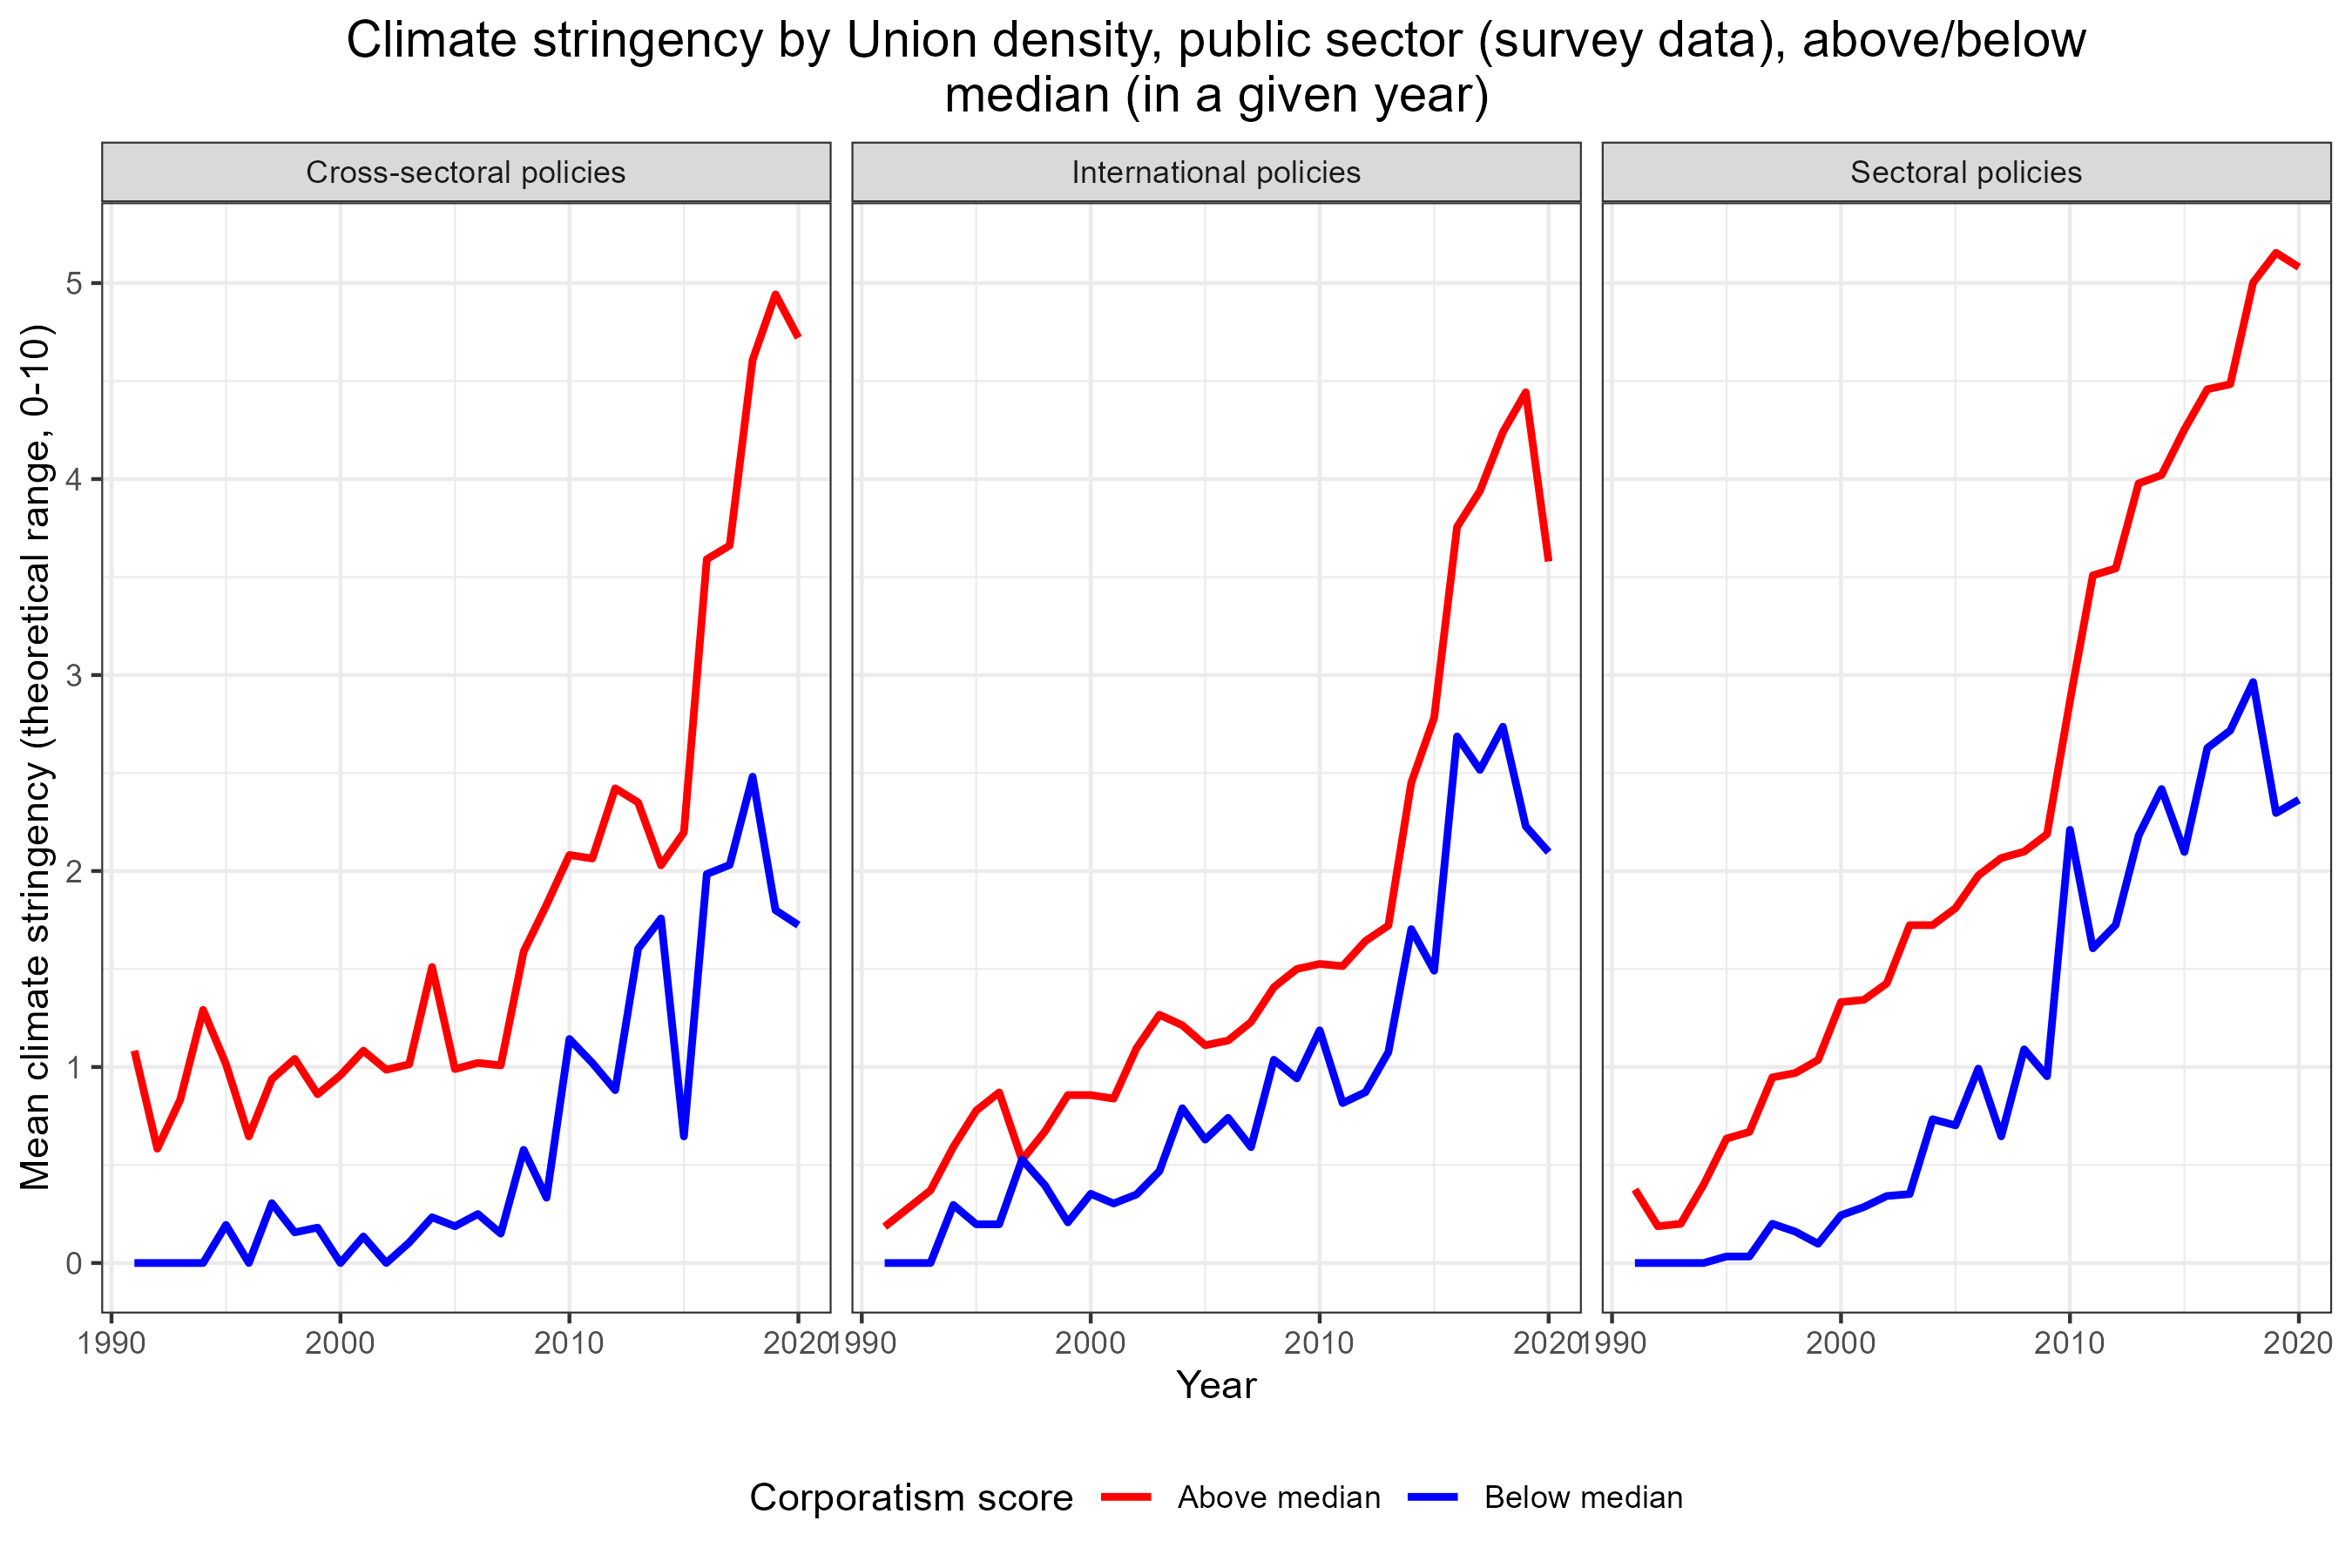 Climate stringency by Union density, public sector (survey data), above/below
median (in a given year)
Cross-sectoral policies
International policies
Sectoral policies
Mean climate stringency (theoretical range, 0-10)
5
4
3
2
1
0
1990 2000 2010 2020
1990 2000 2010 2020
1990 2000 2010 2020
Year
Corporatism score Above median Below median